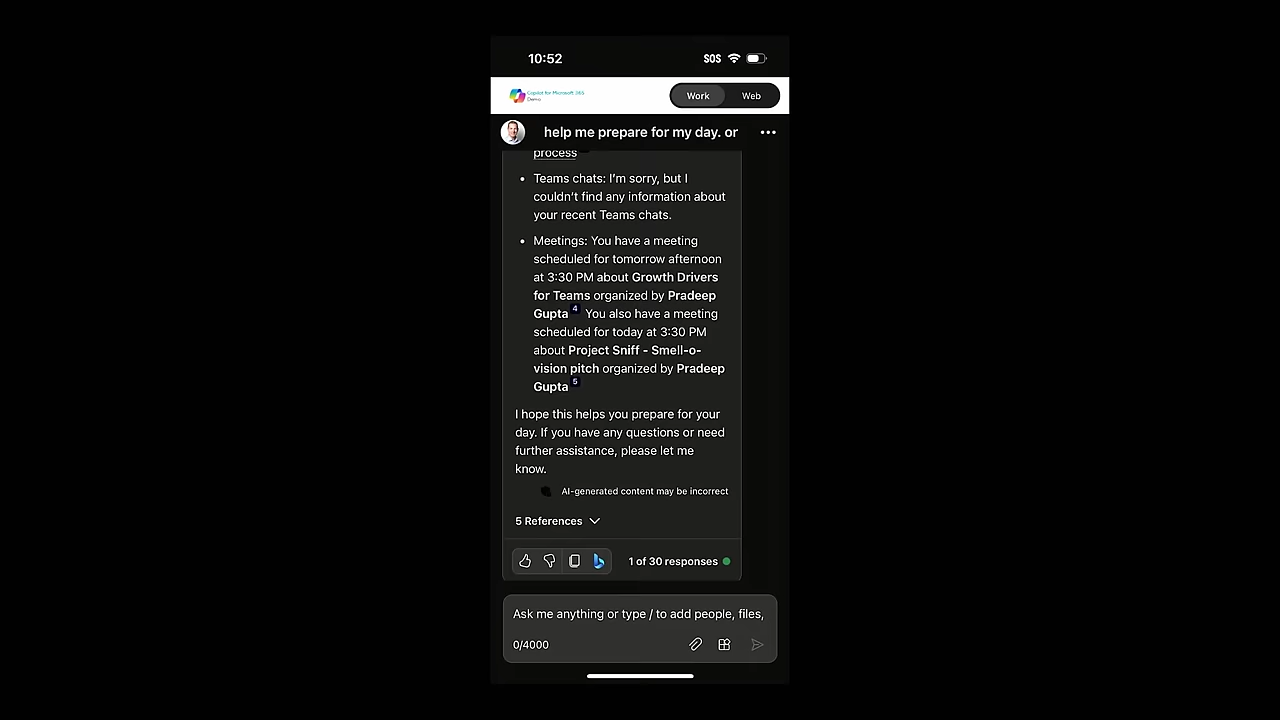 10:52
SOS
Copilot for Microsoft 365
Demo
Work
Web
help me prepare for my day. or
process
• Teams chats: I'm sorry, but I
couldn't find any information about
your recent Teams chats.
• Meetings: You have a meeting
scheduled for tomorrow afternoon
at 3:30 PM about Growth Drivers
for Teams organized by Pradeep
Gupta 4 You also have a meeting
scheduled for today at 3:30 PM
about Project Sniff - Smell-o-
vision pitch organized by Pradeep
Gupta 5
I hope this helps you prepare for your
day. If you have any questions or need
further assistance, please let me
know.
AI-generated content may be incorrect
5 References
1 of 30 responses
Ask me anything or type / to add people, files,
0/4000